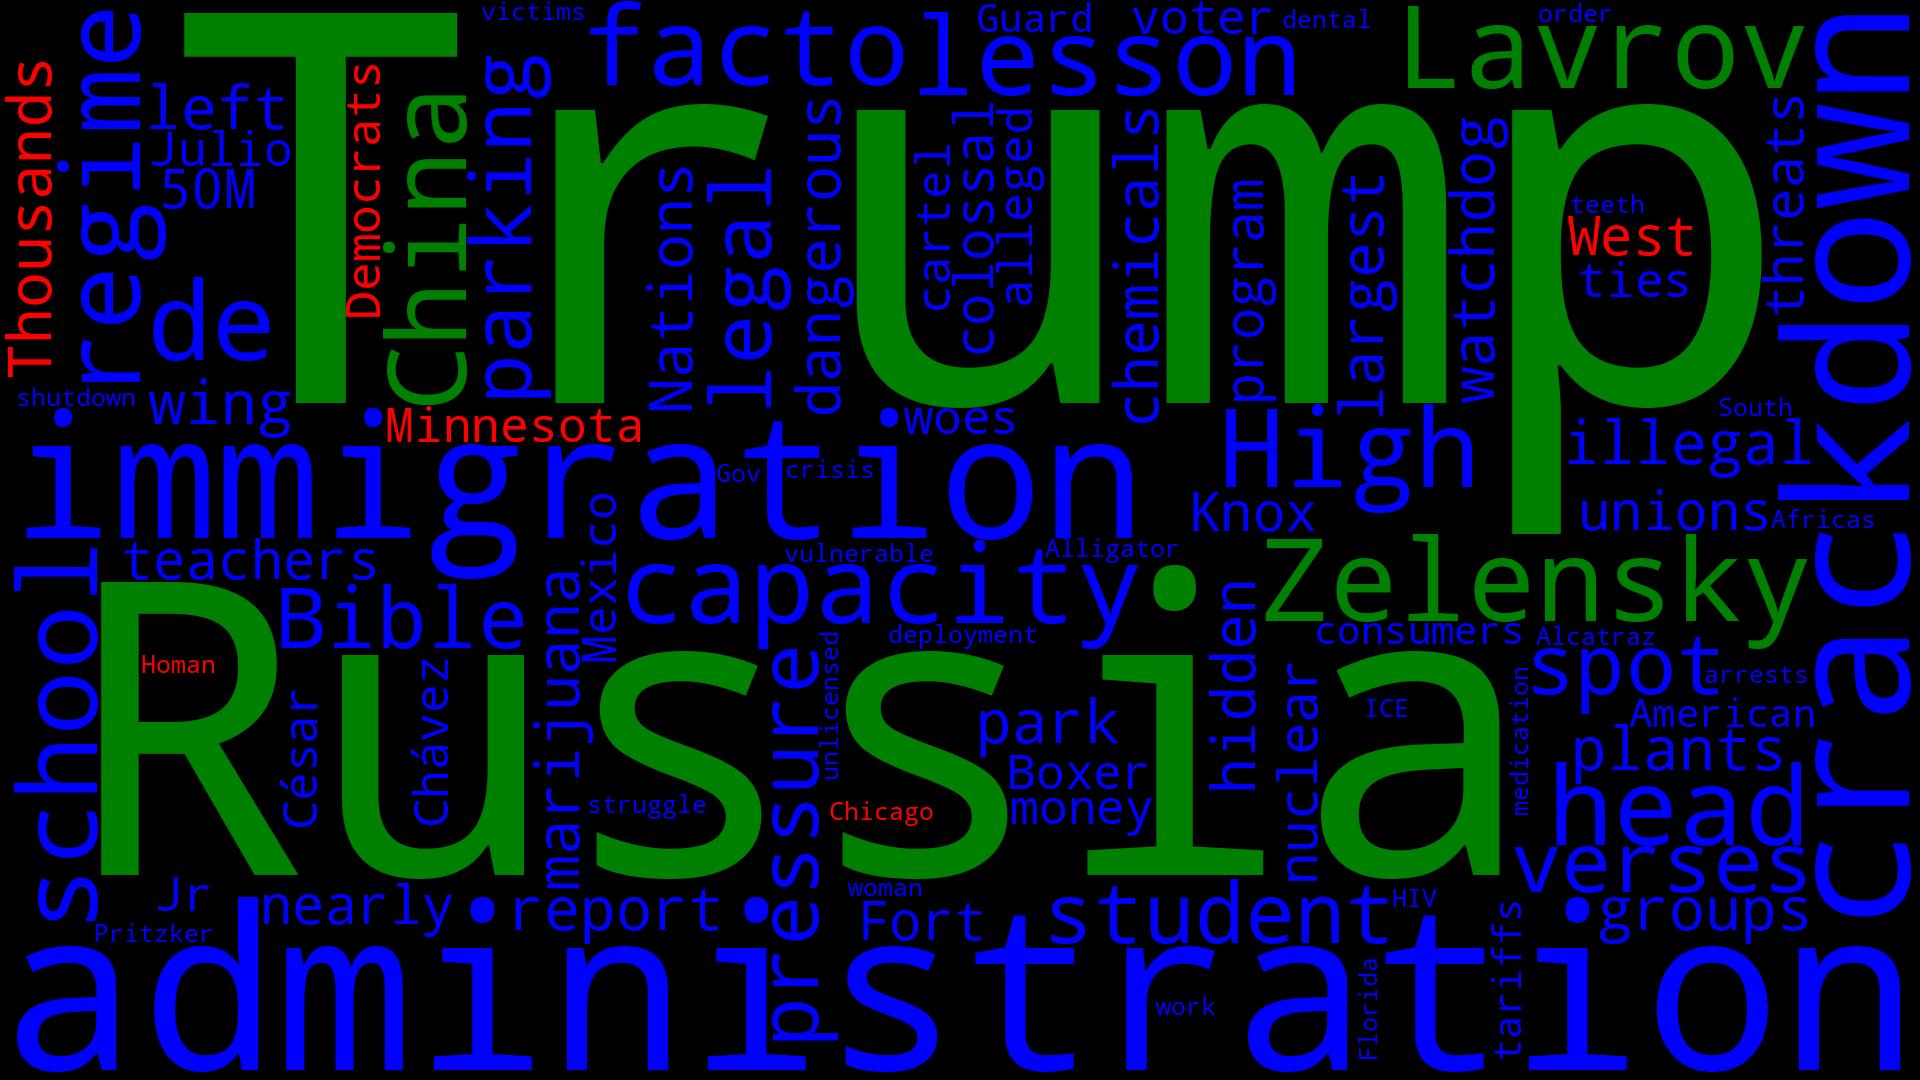 victims
facto
lesson
Guard
voter
dental
Lavrov
order
Thousands
regime
left
Julio
50M
de
Trump
Democrats
China
parking
Nations
legal
dangerous
cartel
colossal
alleged
chemicals
program
largest
watchdog
teeth
West
ties
threats
crackdown
shutdown
wing
Minnesota
woes
High
South
illegal
immigration
Gov
crisis
Knox
unions
Africas
teachers
Mexico
vulnerable
Alligator
capacity
Zelensky
school
Bible
marijuana
deployment
hidden
consumers
Alcatraz
spot
arrests
Russia
Homan
César
Chávez
unlicensed
pressure
park
ICE
nuclear
medication
American
plants
Boxer
money
struggle
Chicago
head
verses
Jr
nearly
report
woman
Fort
student
HIV
groups
Pritzker
administration
work
Florida
tariffs